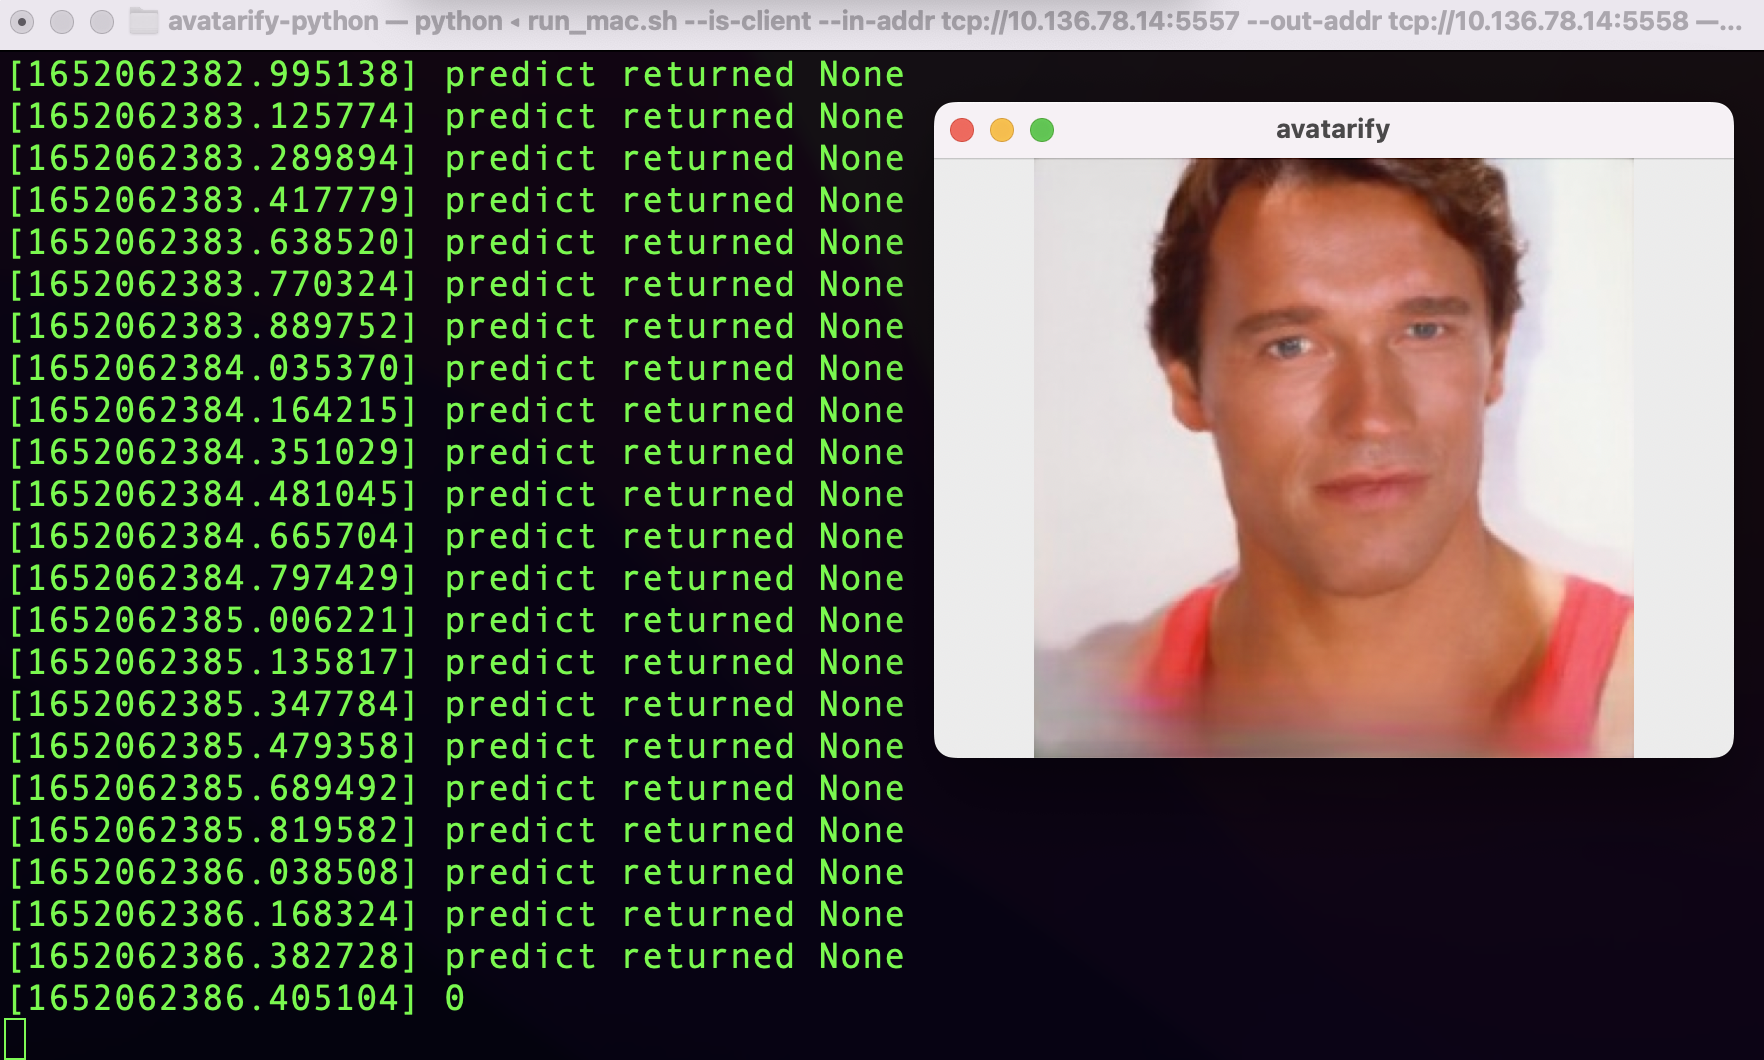 avatarify-python — python ◂ run_mac.sh --is-client --in-addr tcp://10.136.78.14:5557 --out-addr tcp://10.136.78.14:5558 —...
[1652062382.995138] predict returned None
[1652062383.125774] predict returned None
[1652062383.289894] predict returned None
[1652062383.417779] predict returned None
[1652062383.638520] predict returned None
[1652062383.770324] predict returned None
[1652062383.889752] predict returned None
[1652062384.035370] predict returned None
[1652062384.164215] predict returned None
[1652062384.351029] predict returned None
[1652062384.481045] predict returned None
[1652062384.665704] predict returned None
[1652062384.797429] predict returned None
[1652062385.006221] predict returned None
[1652062385.135817] predict returned None
[1652062385.347784] predict returned None
[1652062385.479358] predict returned None
[1652062385.689492] predict returned None
[1652062385.819582] predict returned None
[1652062386.038508] predict returned None
[1652062386.168324] predict returned None
[1652062386.382728] predict returned None
[1652062386.405104] 0
avatarify